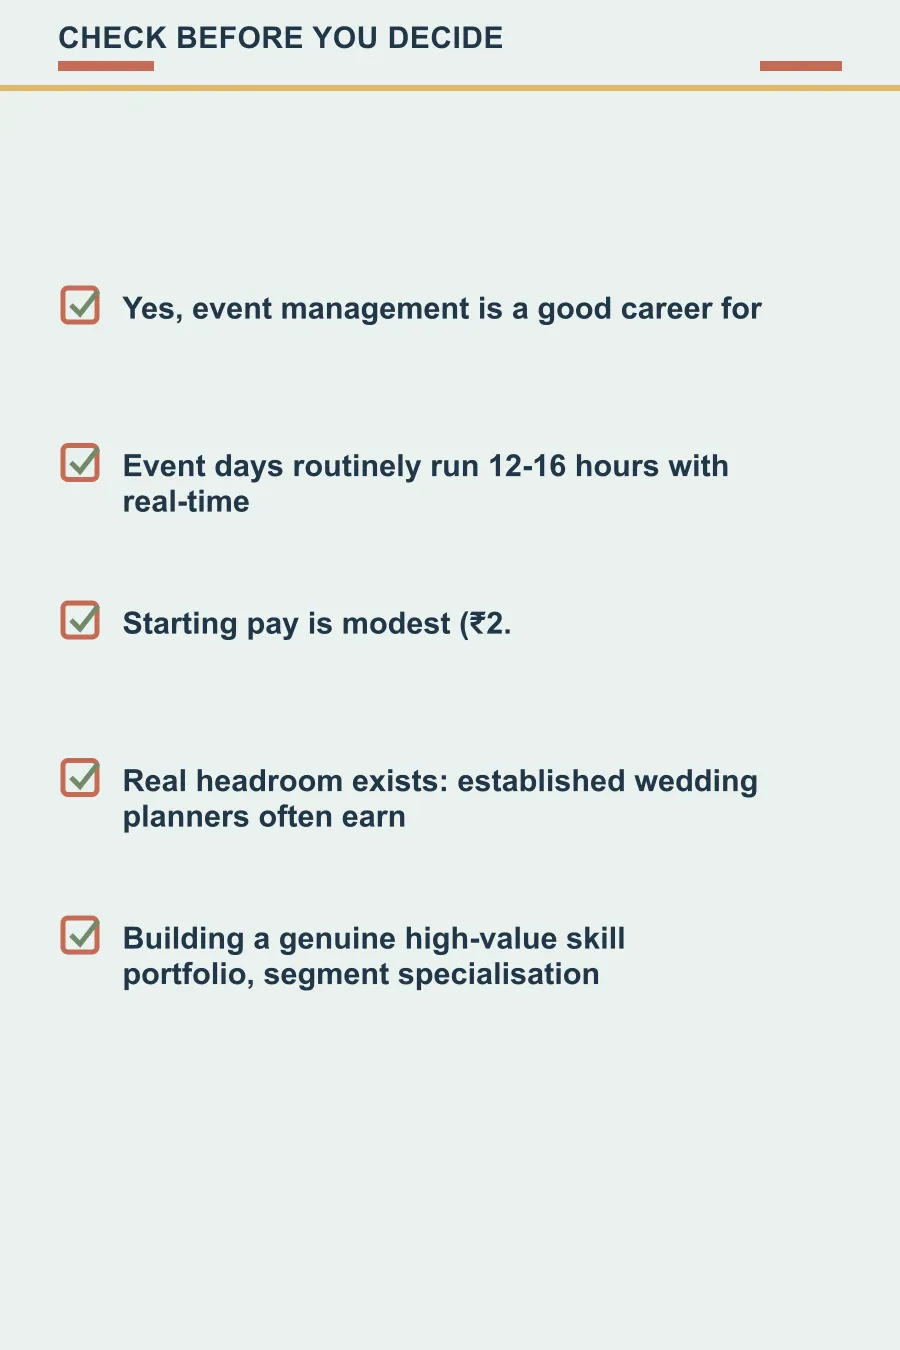 CHECK BEFORE YOU DECIDE
Yes, event management is a good career for
Event days routinely run 12-16 hours with
real-time
Starting pay is modest (₹2.
Real headroom exists: established wedding
planners often earn
Building a genuine high-value skill
portfolio, segment specialisation